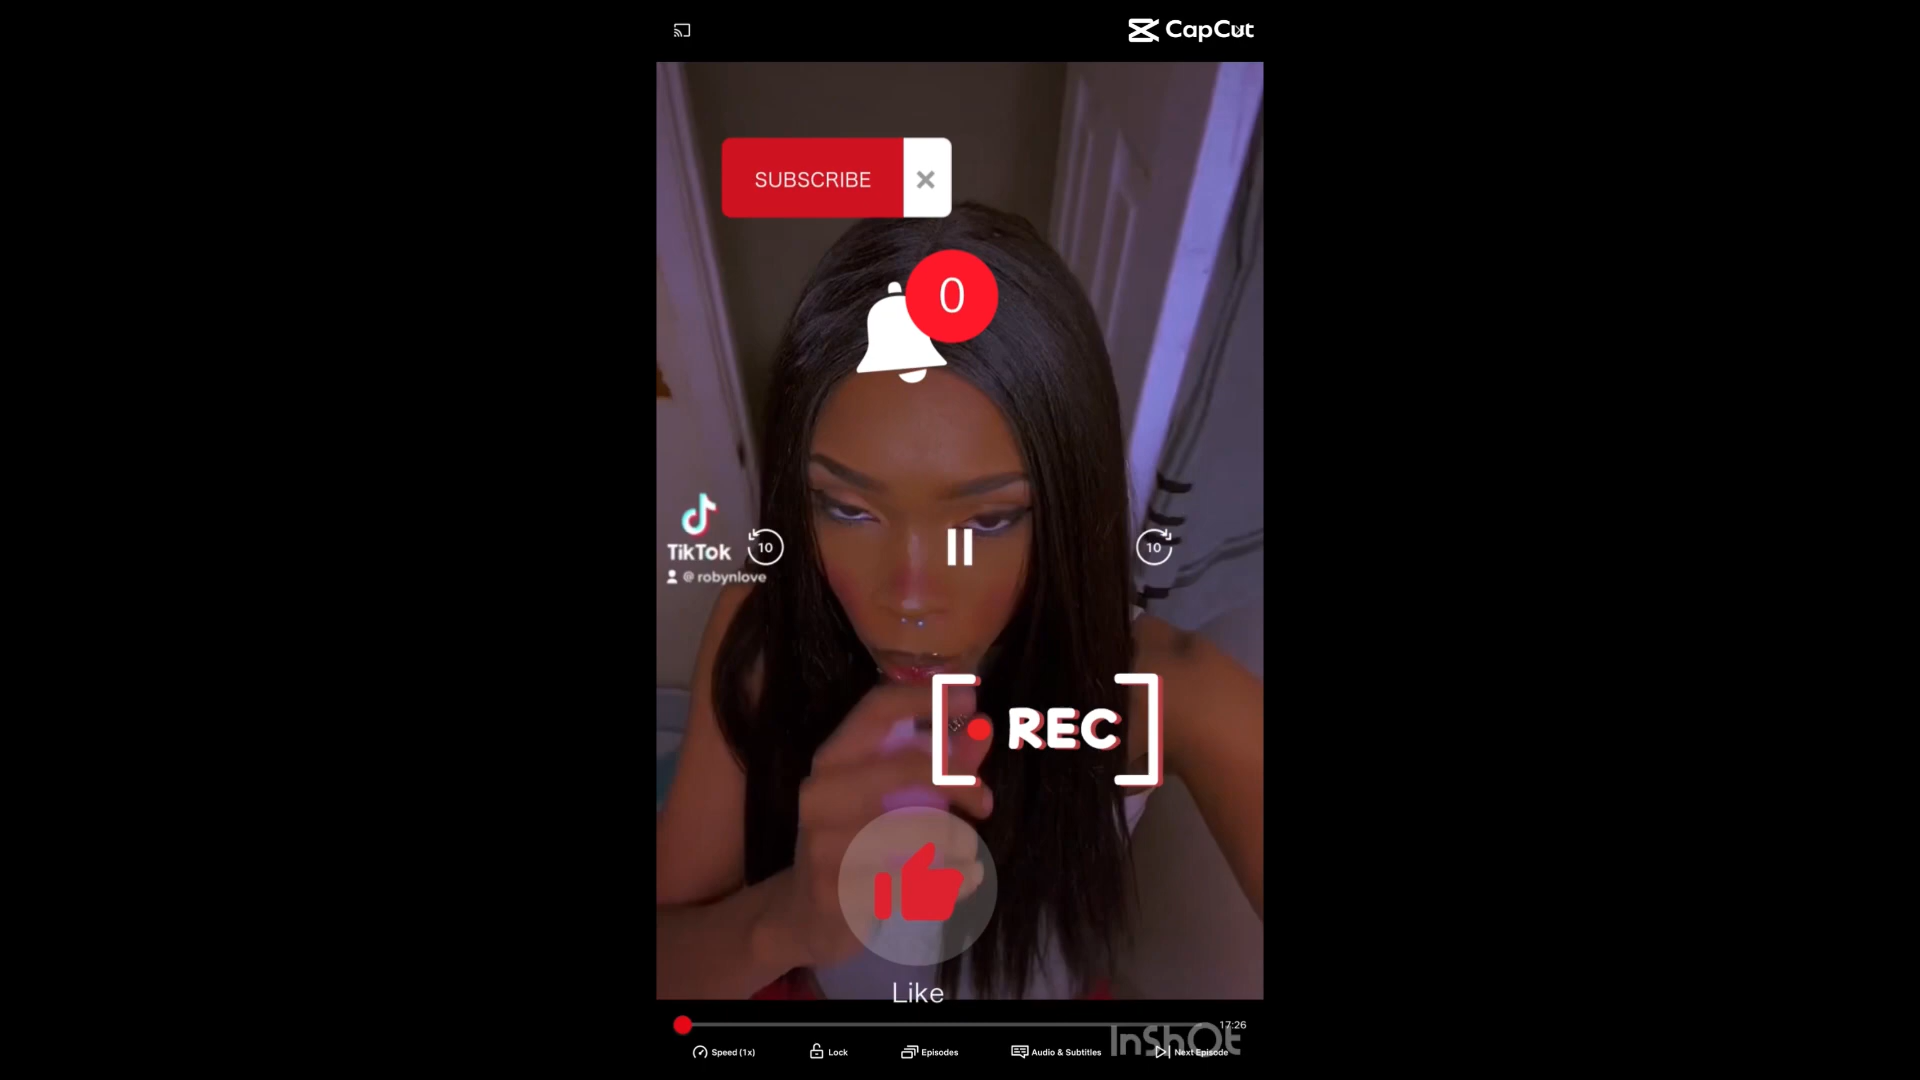 CapCut
SUBSCRIBE
0
TikTok
10
10
@ robynlove
REC
Like
17:26
InShOt
Speed (1x)
Lock
Episodes
Audio & Subtitles
Next Episode